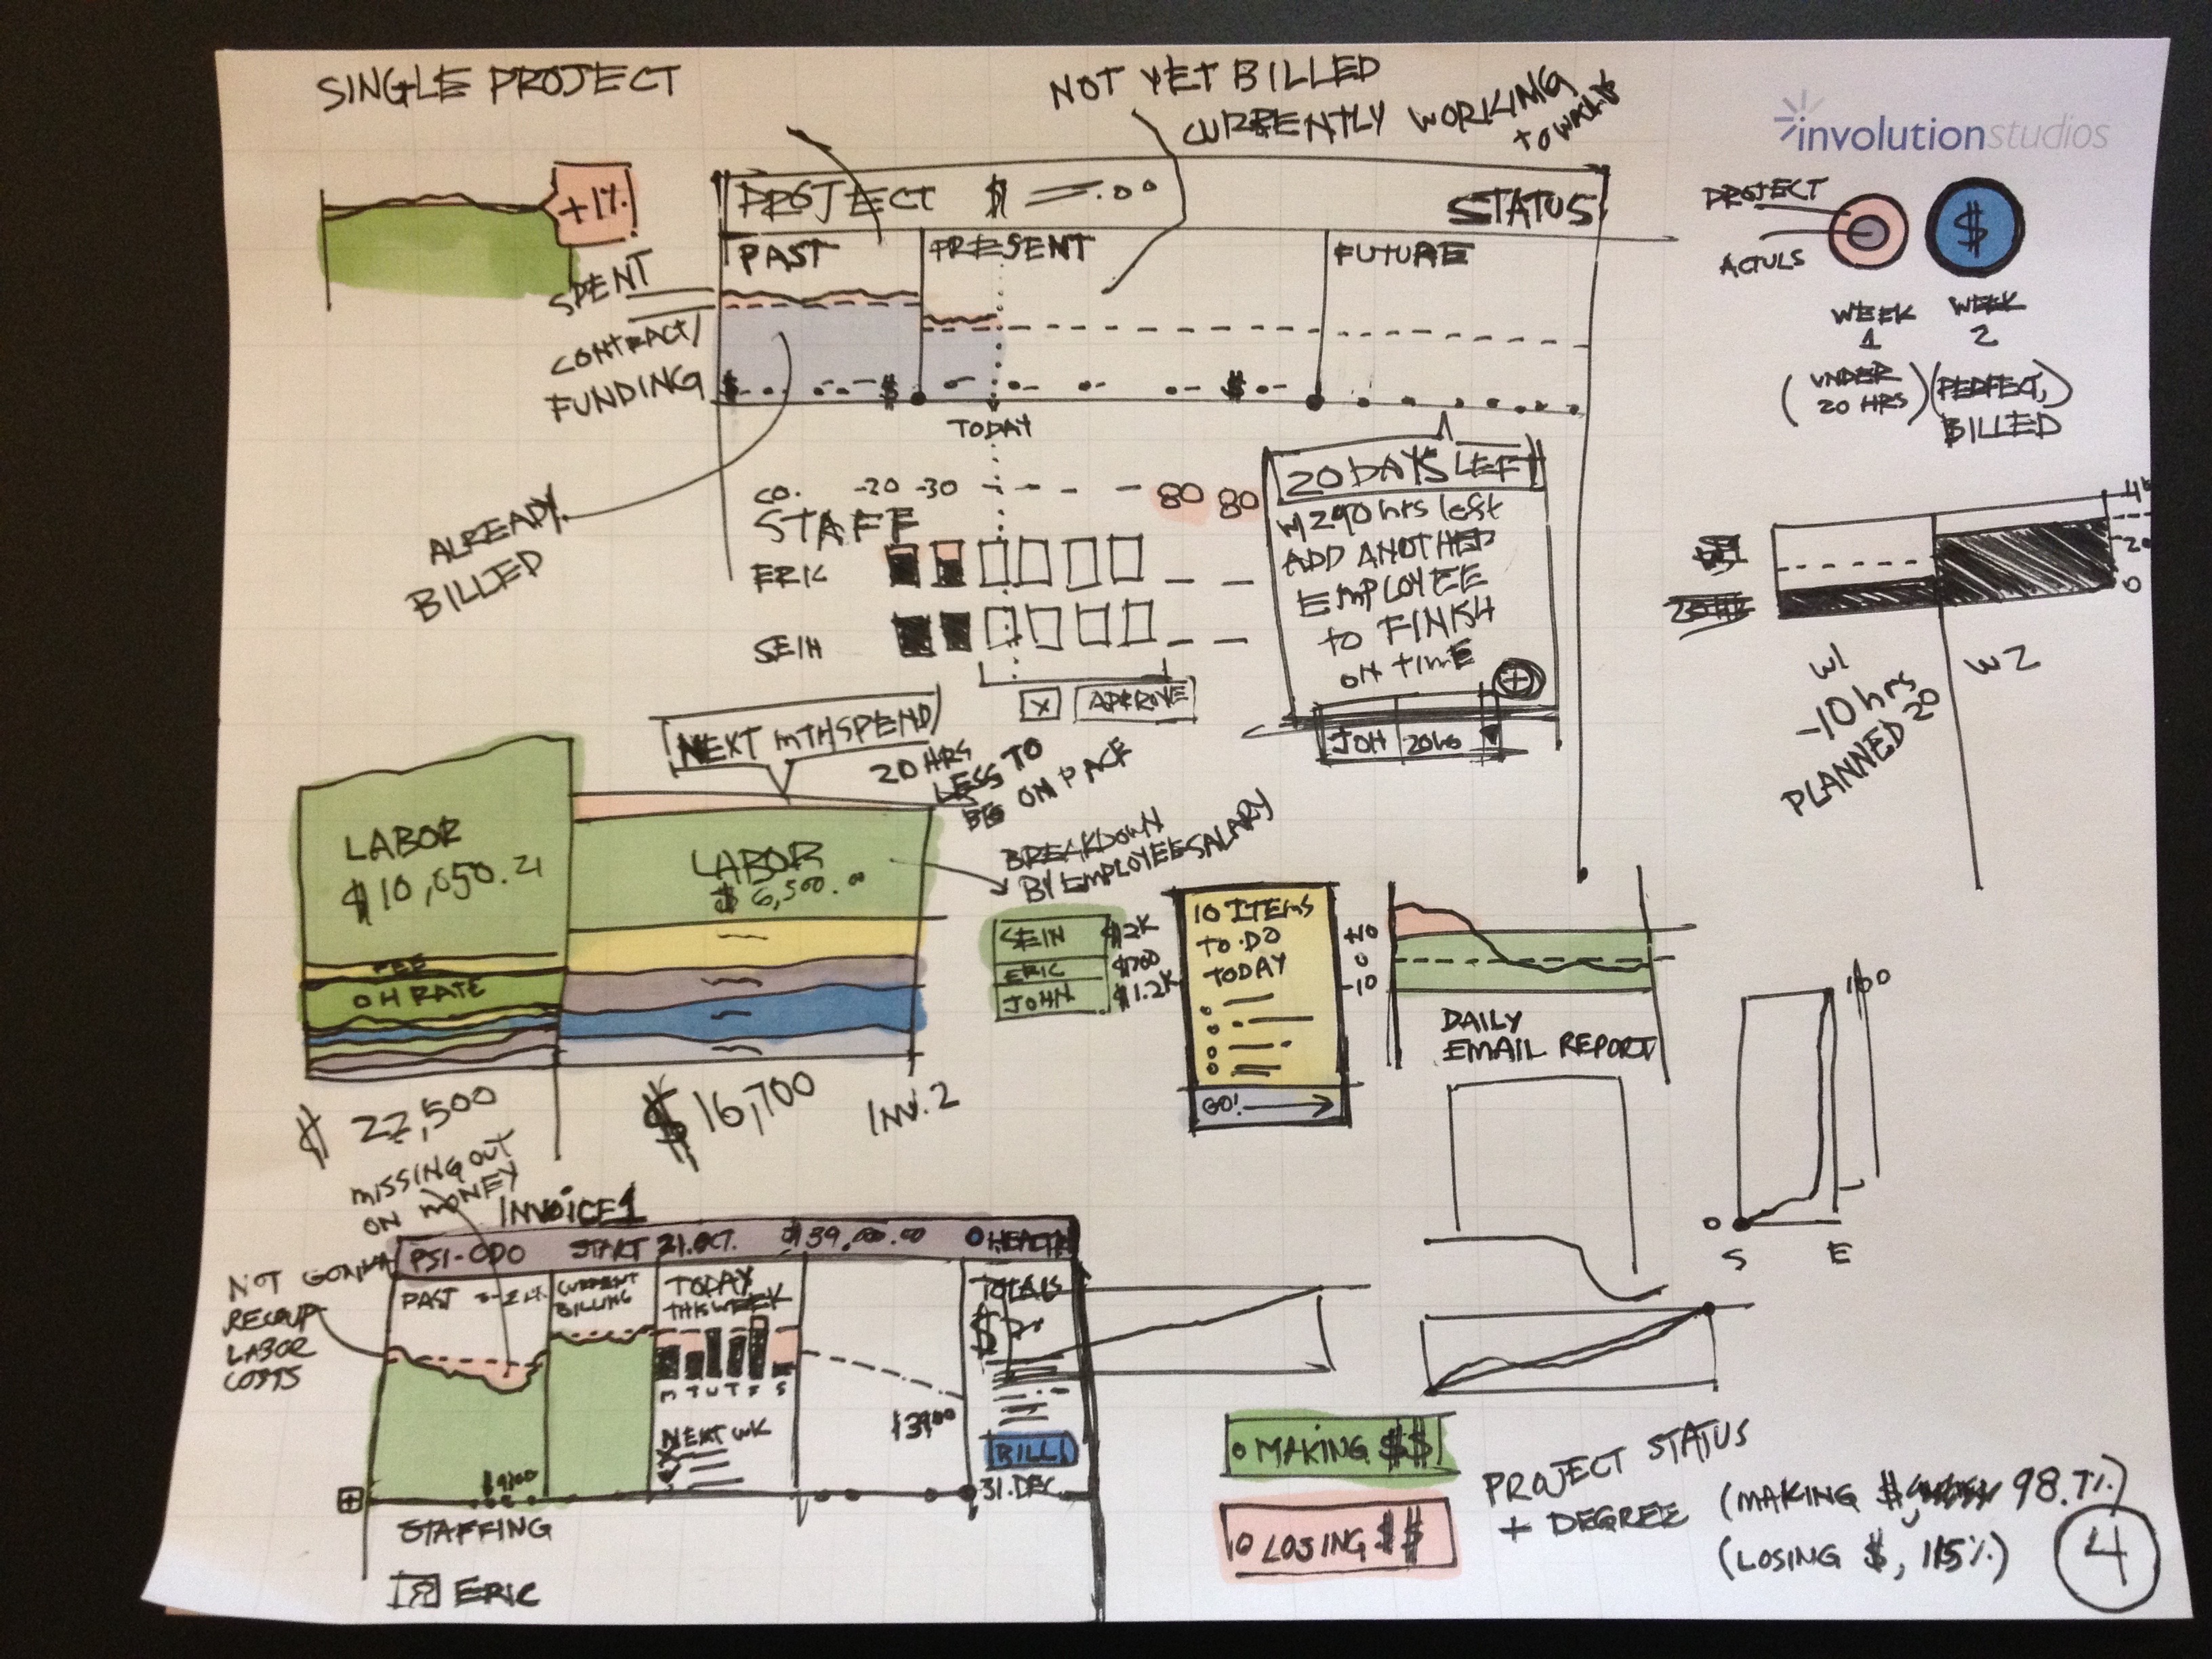 SINGLE PROJECT
NOT YET BILLED
CURRENTLY WORKING
TOWARDS
involutionstudios
+1%
PROJECT $ .00
STATUS
PAST
PRESENT
FUTURE
SPENT
CONTRACT/
FUNDING
$ $ $
TODAY
ALREADY
BILLED
PROJECT
ACTULS
$
WEEK
1
WEEK
2
(UNDER
20 HRS)
(PERFECT,)
BILLED
CO. -20 -30 80 80
STAFF
ERIC
SEIH
X APPROVE
20 DAYS LEFT
W/ 290 hrs left
ADD ANOTHER
EMPLOYEE
TO FINISH
ON TIME
+
JOH 20hs
20
0
W1
-10 hrs
PLANNED 20
W2
NEXT MTH SPEND
20 HRS
LESS TO
BE ON PACE
LABOR
$10,050.21
FEE
OH RATE
LABOR
$6,500.00
BREAKDOWN
BY EMPLOYEE SALARY
SEIH $2K
ERIC $700
JOHN $1.2K
10 ITEMS
TO DO
TODAY
GO!
+10
0
-10
DAILY
EMAIL REPORT
100
0
S E
$22,500
$16,700
INV. 2
MISSING OUT
ON MONEY
INVOICE 1
PSI-ODO START 21.OCT. $39,000.00 HEALTH
NOT GONNA
RECOUP
LABOR
COSTS
PAST
CURRENT
BILLING
TODAY
THIS WEEK
M T U T F S
NEXT WK
TOTALS
$3900
BILL!
31.DEC
STAFFING
ERIC
MAKING $$
LOSING $$
PROJECT STATUS
+ DEGREE
(MAKING $, 98.7%)
(LOSING $, 115%)
4